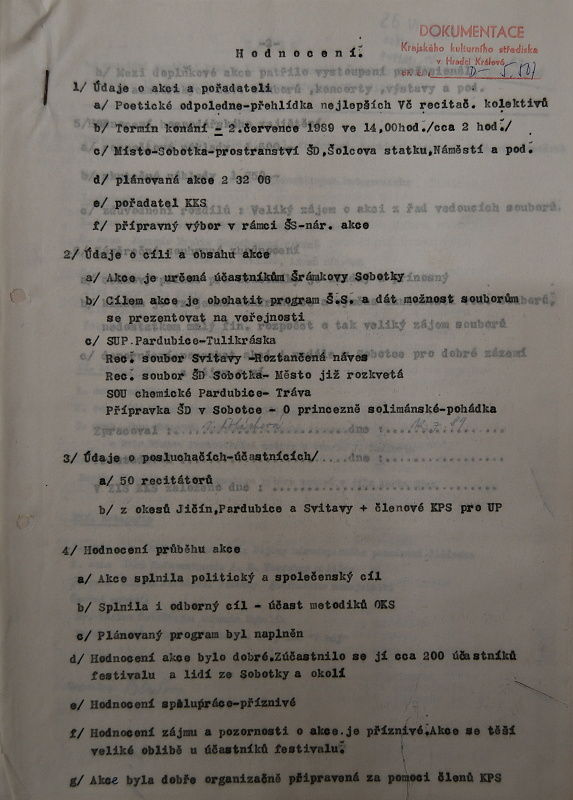 DOKUMENTACE
Krajského kulturního střediska
v Hradci Králové
Hodnocení.
1/ Údaje o akci a pořadateli
a/ Poetické odpoledne-přehlídka nejlepších Vč recitač. kolektivů
b/ Termín konání - 2.července 1989 ve 14,00hod./cca 2 hod./
c/ Místo-Sobotka-prostranství ŠD,Šolcova statku,Náměstí a pod.
d/ plánovaná akce 2 32 06
e/ pořadatel KKS
f/ přípravný výbor v rámci ŠS-nár. akce
2/ Údaje o cíli a obsahu akce
a/ Akce je určená účastníkům Šrámkovy Sobotky
b/ Cílem akce je obohatit program Š.S. a dát možnost souborům
se prezentovat na veřejnosti
c/ SUP.Pardubice-Tulikráska
Rec. soubor Svitavy -Roztančená náves
Rec. soubor ŠD Sobotka- Město již rozkvetá
SOU chemické Pardubice- Tráva
Přípravka ŠD v Sobotce - O princezně solimánské-pohádka
3/ Údaje o posluchačích-účastnících/
a/ 50 recitátorů
b/ z okesů Jičín,Pardubice a Svitavy + členové KPS pro UP
4/ Hodnocení průběhu akce
a/ Akce splnila politický a společenský cíl
b/ Splnila i odborný cíl - účast metodiků OKS
c/ Plánovaný program byl naplněn
d/ Hodnocení akce bylo dobré.Zúčastnilo se jí cca 200 účastníků
festivalu a lidí ze Sobotky a okolí
e/ Hodnocení spolupráce-příznivé
f/ Hodnocení zájmu a pozornosti o akce je příznivé.Akce se těší
veliké oblibě u účastníků festivalu.
g/ Akce byla dobře organizačně připravená za pomoci členů KPS